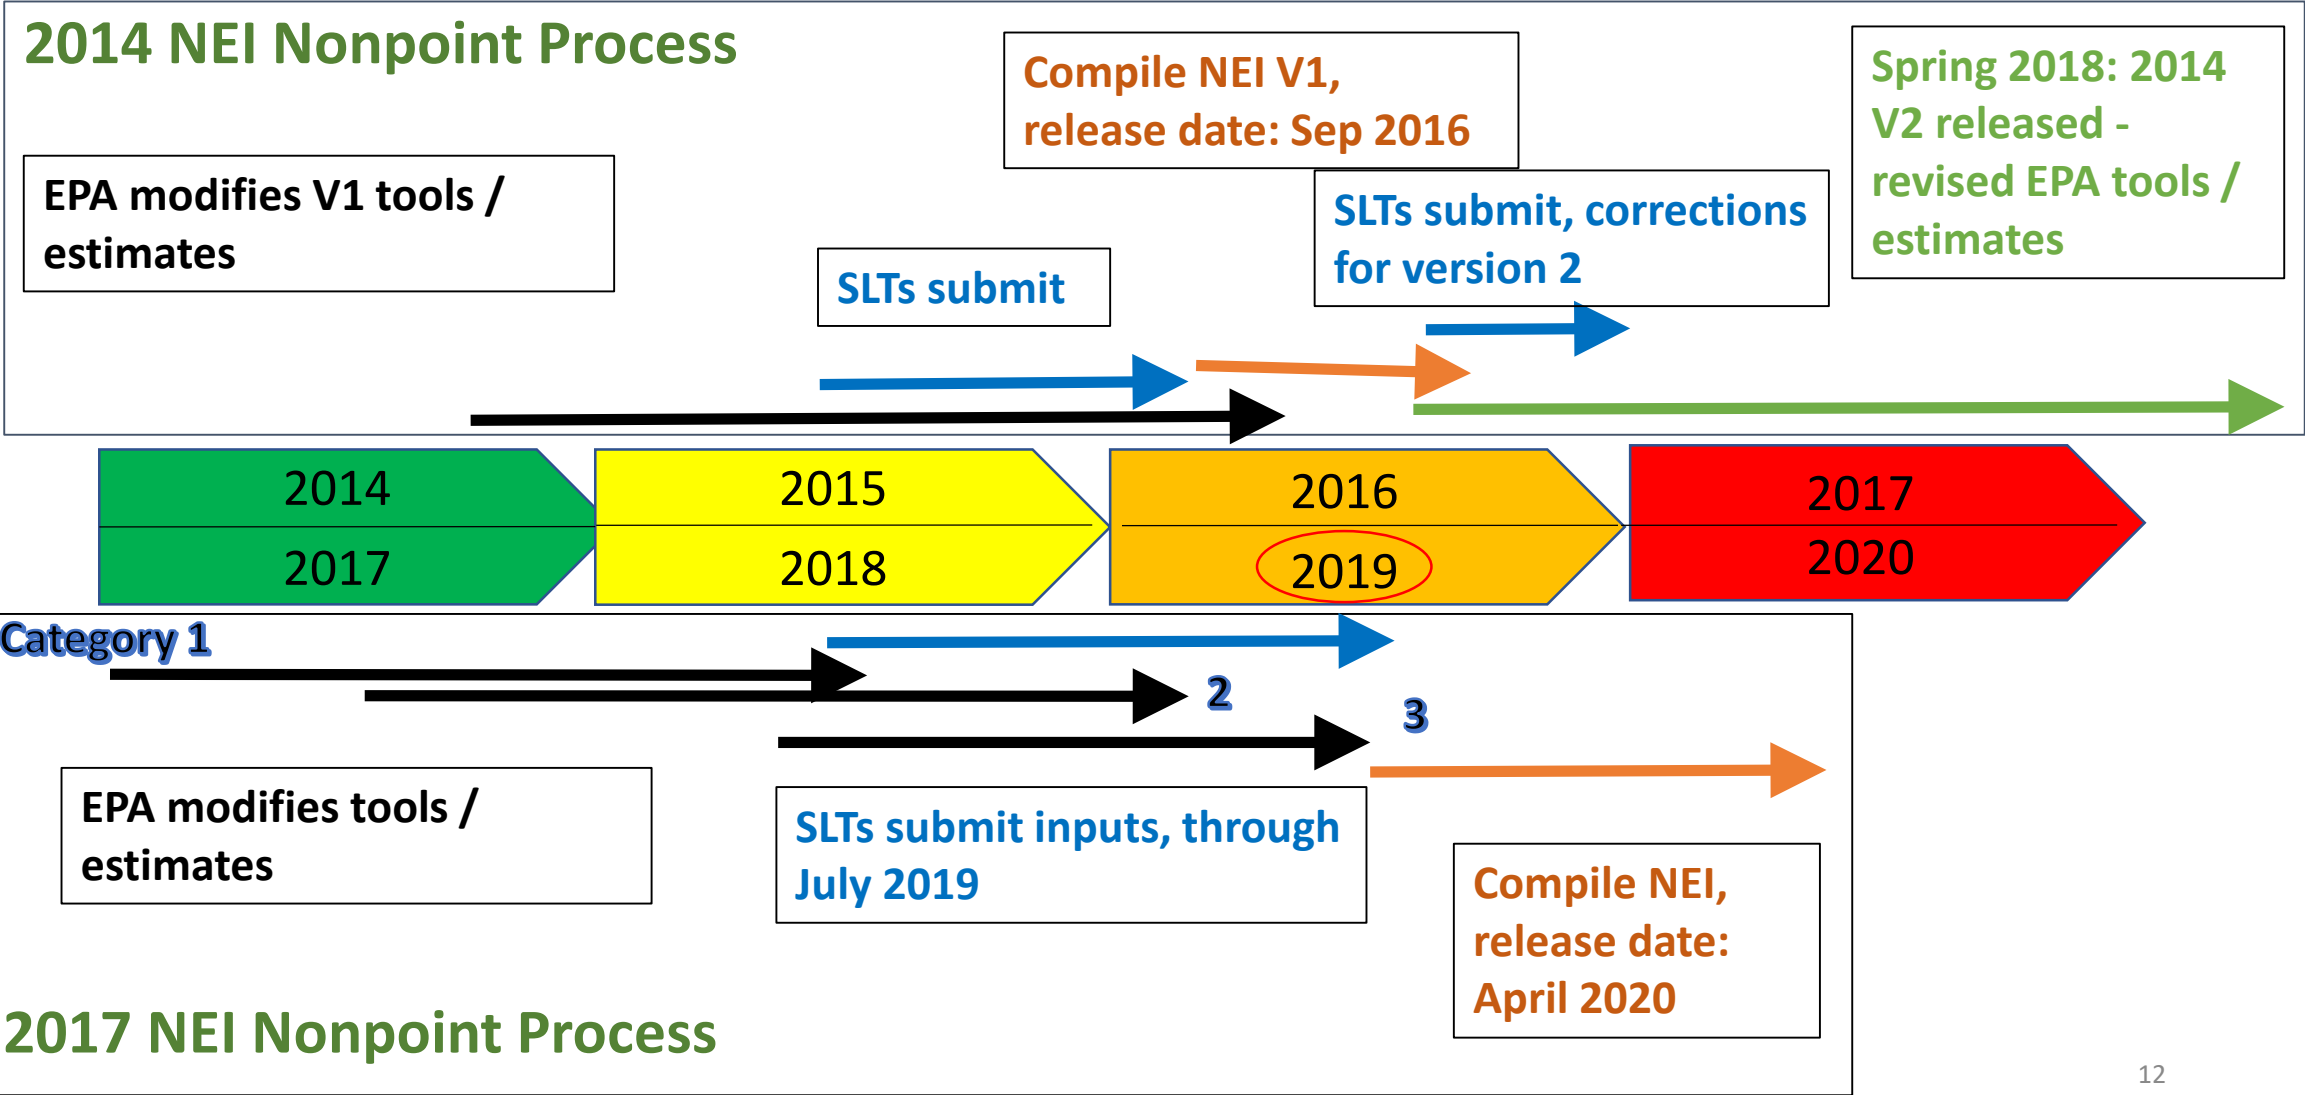 2014 NEI Nonpoint Process
Compile NEI V1,
release date: Sep 2016
Spring 2018: 2014
V2 released -
revised EPA tools /
estimates
EPA modifies V1 tools /
estimates
SLTs submit, corrections
for version 2
SLTs submit
2014
2015
2016
2017
2017
2018
2019
2020
Category 1
2
3
EPA modifies tools /
estimates
SLTs submit inputs, through
July 2019
Compile NEI,
release date:
April 2020
2017 NEI Nonpoint Process
12